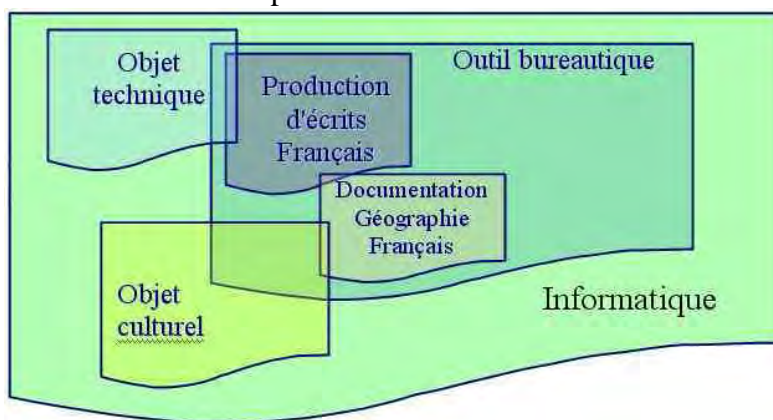 Objet
technique
Outil bureautique
Production
d'écrits
Français
Documentation
Géographie
Français
Objet
culturel
Informatique